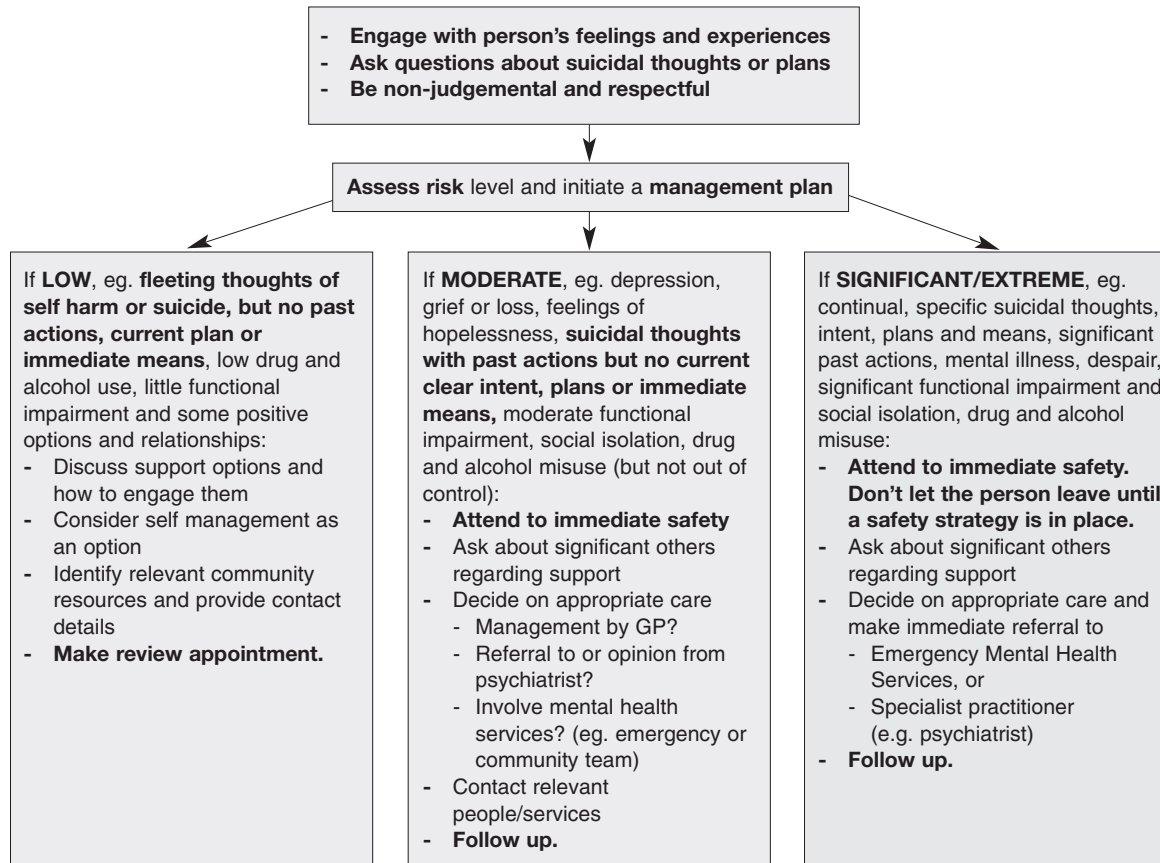 - Engage with person's feelings and experiences
- Ask questions about suicidal thoughts or plans
- Be non-judgemental and respectful
Assess risk level and initiate a management plan
If LOW, eg. fleeting thoughts of
self harm or suicide, but no past
actions, current plan or
immediate means, low drug and
alcohol use, little functional
impairment and some positive
options and relationships:
- Discuss support options and
how to engage them
- Consider self management as
an option
- Identify relevant community
resources and provide contact
details
- Make review appointment.
If MODERATE, eg. depression,
grief or loss, feelings of
hopelessness, suicidal thoughts
with past actions but no current
clear intent, plans or immediate
means, moderate functional
impairment, social isolation, drug
and alcohol misuse (but not out of
control):
- Attend to immediate safety
- Ask about significant others
regarding support
- Decide on appropriate care
- Management by GP?
- Referral to or opinion from
psychiatrist?
- Involve mental health
services? (eg. emergency or
community team)
- Contact relevant
people/services
- Follow up.
If SIGNIFICANT/EXTREME, eg.
continual, specific suicidal thoughts,
intent, plans and means, significant
past actions, mental illness, despair,
significant functional impairment and
social isolation, drug and alcohol
misuse:
- Attend to immediate safety.
Don't let the person leave until
a safety strategy is in place.
- Ask about significant others
regarding support
- Decide on appropriate care and
make immediate referral to
- Emergency Mental Health
Services, or
- Specialist practitioner
(e.g. psychiatrist)
- Follow up.